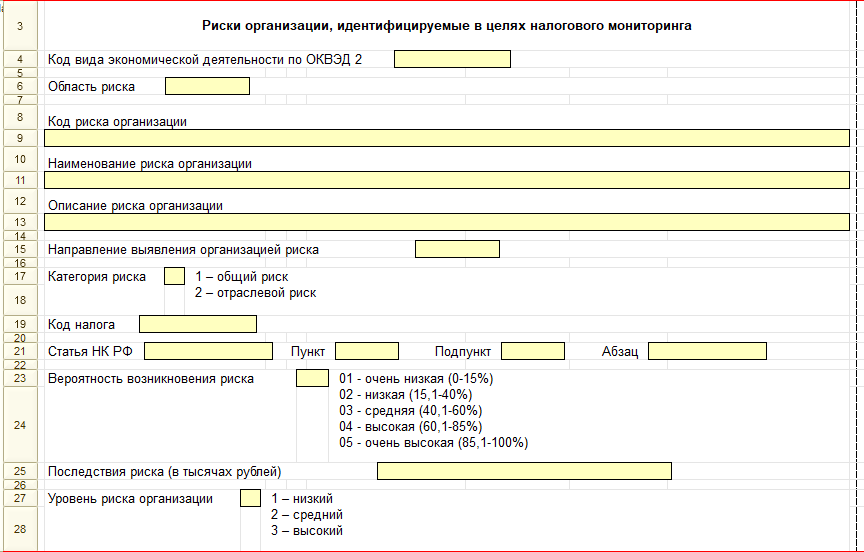 3 Риски организации, идентифицируемые в целях налогового мониторинга
4 Код вида экономической деятельности по ОКВЭД 2
5
6 Область риска
7
8 Код риска организации
9
10 Наименование риска организации
11
12 Описание риска организации
13
14
15 Направление выявления организацией риска
16
17 Категория риска 1 – общий риск
18 2 – отраслевой риск
19 Код налога
20
21 Статья НК РФ Пункт Подпункт Абзац
22
23 Вероятность возникновения риска 01 - очень низкая (0-15%)
02 - низкая (15,1-40%)
03 - средняя (40,1-60%)
24 04 - высокая (60,1-85%)
05 - очень высокая (85,1-100%)
25 Последствия риска (в тысячах рублей)
26
27 Уровень риска организации 1 – низкий
2 – средний
28 3 – высокий